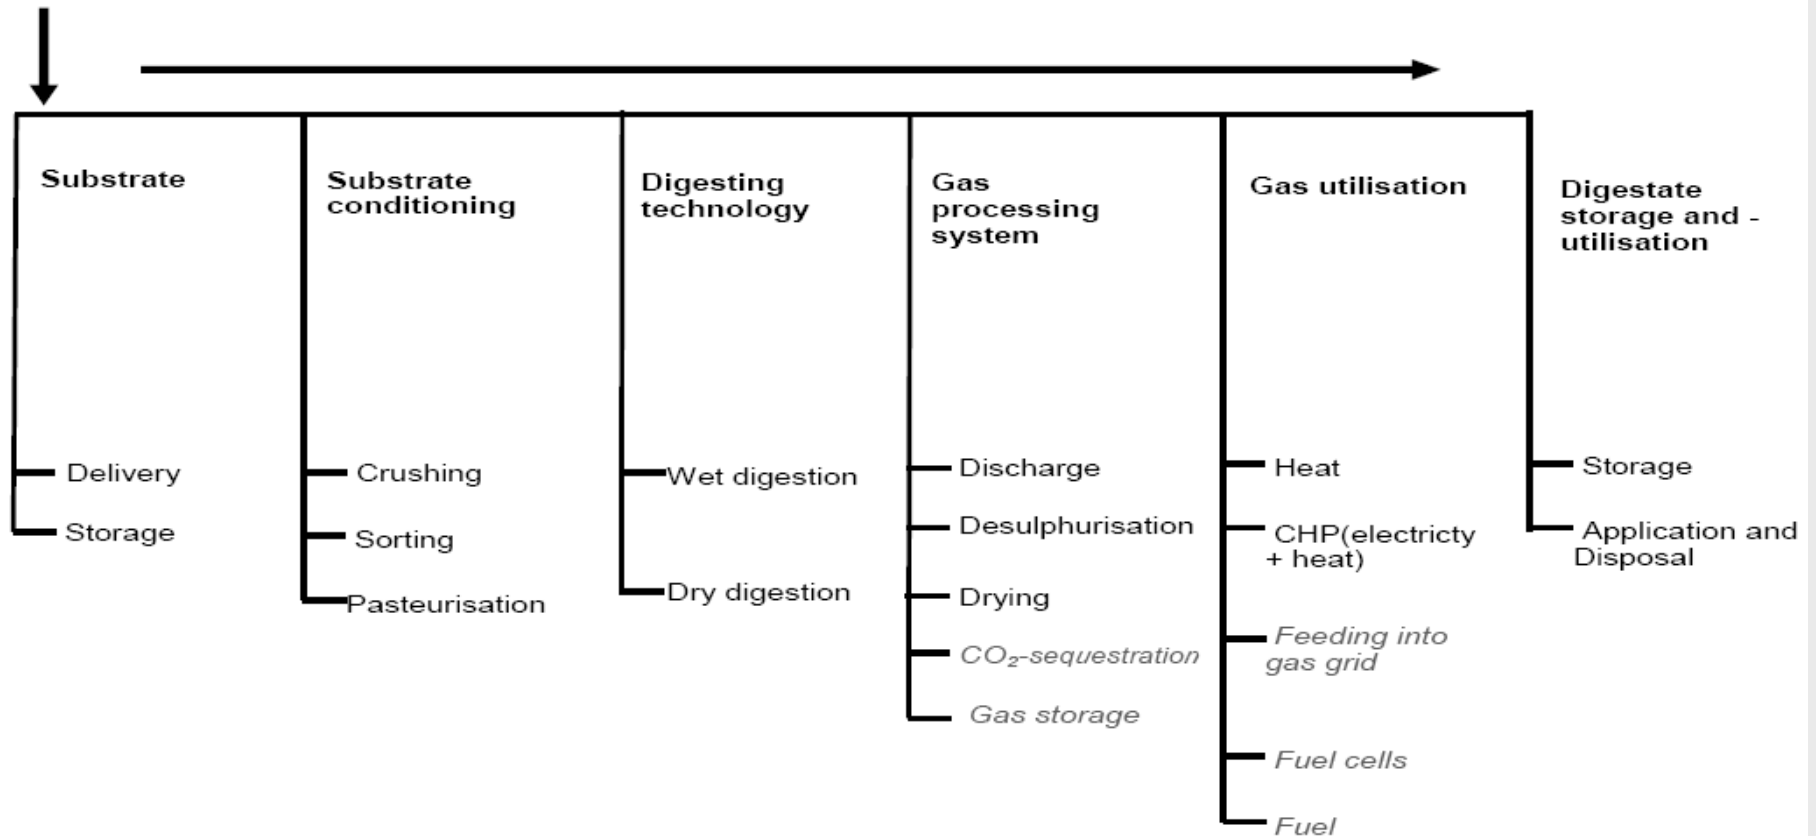 Substrate
Delivery
Storage
Substrate
conditioning
Crushing
Sorting
Pasteurisation
Digesting
technology
Wet digestion
Dry digestion
Gas
processing
system
Discharge
Desulphurisation
Drying
CO₂-sequestration
Gas storage
Gas utilisation
Heat
CHP(electricty
+ heat)
Feeding into
gas grid
Fuel cells
Fuel
Digestate
storage and -
utilisation
Storage
Application and
Disposal